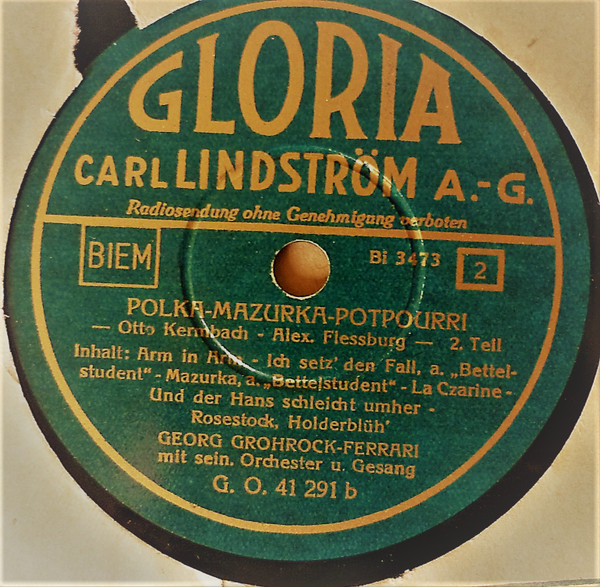 GLORIA
CARL LINDSTRÖM A.-G.
Radiosendung ohne Genehmigung verboten
BIEM
Bi 3473
2
POLKA-MAZURKA-POTPOURRI
— Otto Kermbach - Alex. Flessburg — 2. Teil
Inhalt: Arm in Arm - Ich setz' den Fall, a. „Bettel-
student" - Mazurka, a. „Bettelstudent" - La Czarine -
Und der Hans schleicht umher -
Rosestock, Holderblüh'
GEORG GROHROCK-FERRARI
mit sein. Orchester u. Gesang
G. O. 41 291 b